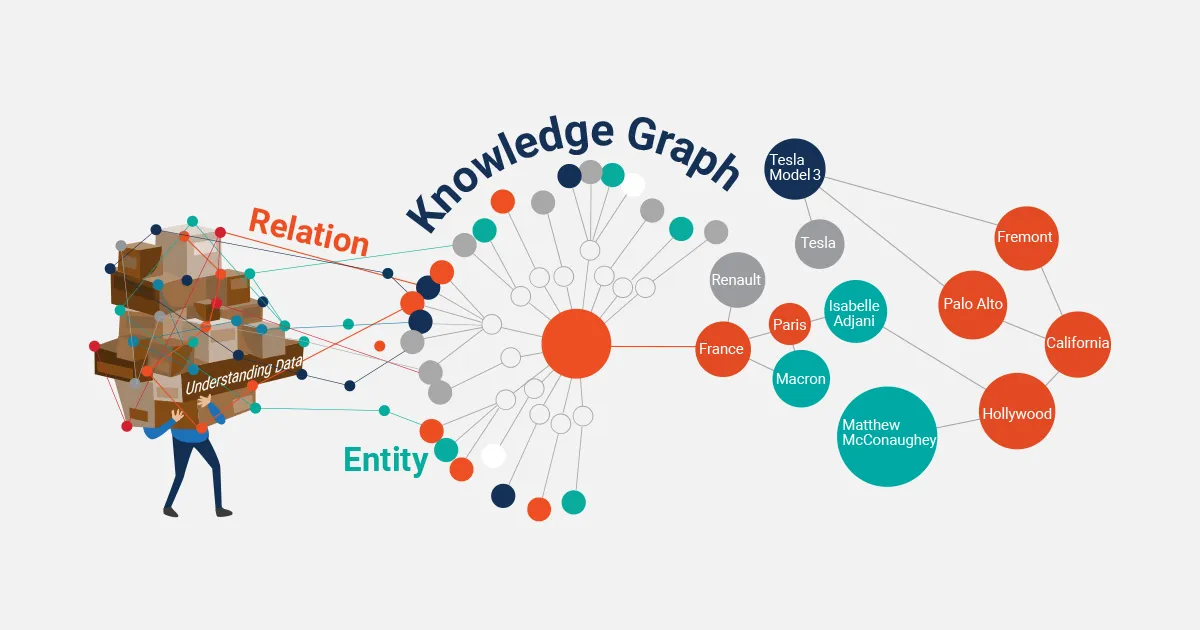 Knowledge Graph
Relation
Understanding Data
Entity
Tesla
Model 3
Tesla
Renault
France
Paris
Macron
Isabelle
Adjani
Matthew
McConaughey
Fremont
Palo Alto
California
Hollywood